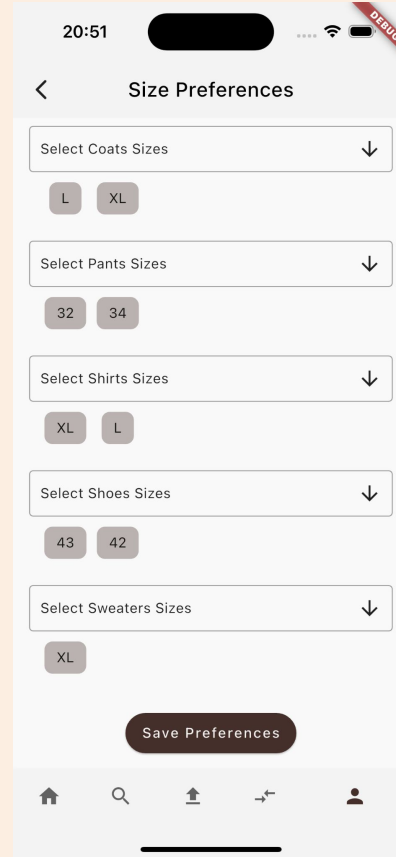 20:51
DEBUG
Size Preferences
Select Coats Sizes
L XL
Select Pants Sizes
32 34
Select Shirts Sizes
XL L
Select Shoes Sizes
43 42
Select Sweaters Sizes
XL
Save Preferences